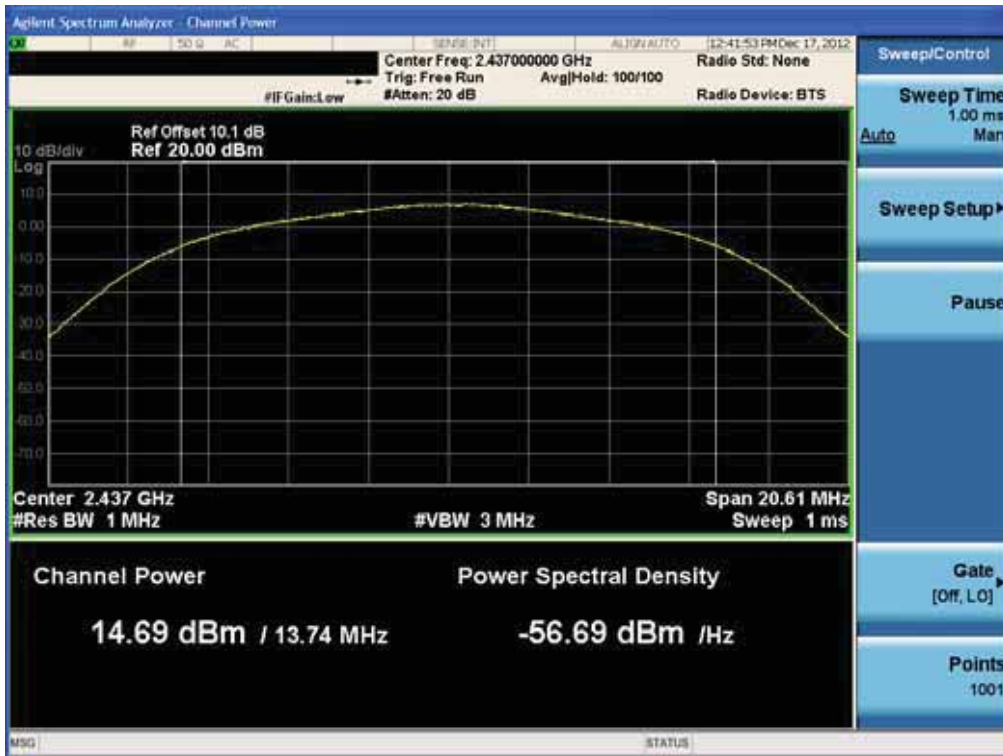 Agilent Spectrum Analyzer - Channel Power
RF 50 Ω AC SENSE:INT ALIGN AUTO 12:41:53 PM Dec 17, 2012
Center Freq: 2.437000000 GHz Radio Std: None
Trig: Free Run Avg|Hold: 100/100
#IFGain:Low #Atten: 20 dB Radio Device: BTS
Ref Offset 10.1 dB
10 dB/div Ref 20.00 dBm
Log
10.0
0.00
-10.0
-20.0
-30.0
-40.0
-60.0
-70.0
Center 2.437 GHz Span 20.61 MHz
#Res BW 1 MHz #VBW 3 MHz Sweep 1 ms
Channel Power Power Spectral Density
14.69 dBm / 13.74 MHz -56.69 dBm /Hz
MSG STATUS
Sweep/Control
Sweep Time
1.00 ms
Auto Man
Sweep Setup
Pause
Gate
[Off, LO]
Points
1001